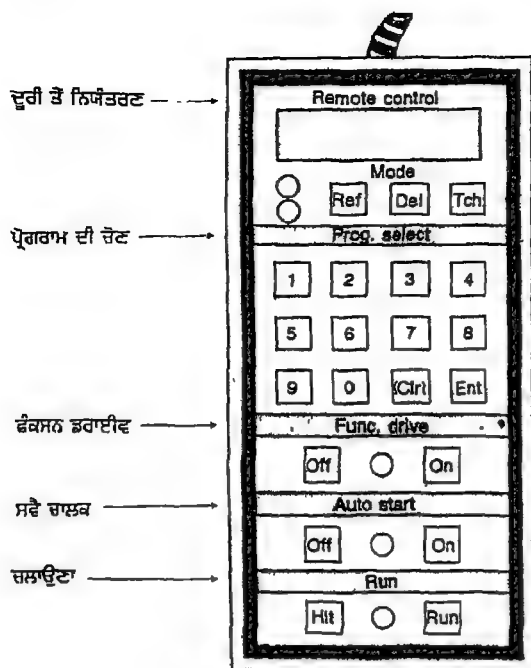 ਦੂਰੀ ਤੋਂ ਨਿਯੰਤਰਣ
Remote control
Mode
Ref Del Tch
ਪ੍ਰੋਗਰਾਮ ਦੀ ਚੋਣ
Prog. select
1 2 3 4
5 6 7 8
9 0 Clrt Ent
ਫੰਕਸਨ ਡਰਾਈਵ
Func. drive
Off On
ਸਵੈ ਚਾਲਕ
Auto start
Off On
ਚਲਾਉਣਾ
Run
Hlt Run